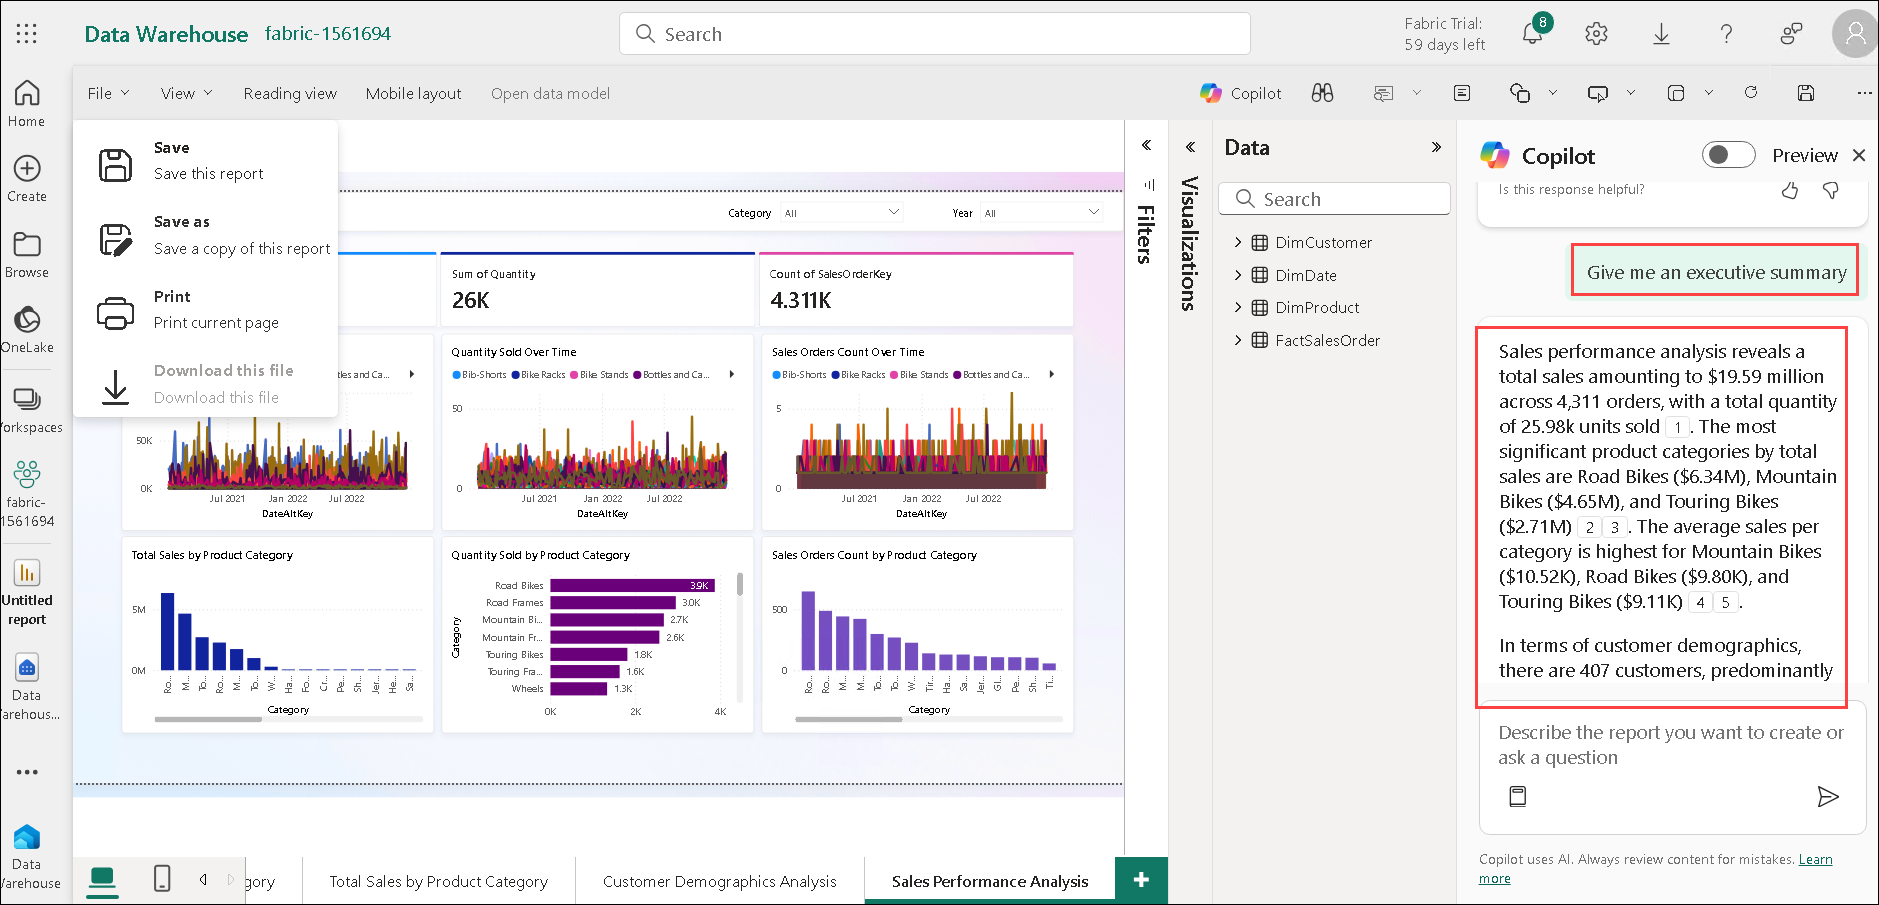 Data Warehouse fabric-1561694
Search
Fabric Trial:
59 days left
8
File
View
Reading view
Mobile layout
Open data model
Copilot
Home
Create
Browse
OneLake
orkspaces
fabric-
1561694
Untitled
report
Data
arehous...
Data
arehouse
Save
Save this report
Save as
Save a copy of this report
Print
Print current page
Download this file
Download this file
Category All
Year All
Sum of Quantity
26K
Count of SalesOrderKey
4.311K
ottles and Ca...
50K
0K
Jul 2021 Jan 2022 Jul 2022
DateAltKey
Quantity Sold Over Time
Bib-Shorts Bike Racks Bike Stands Bottles and Ca...
50
0
Jul 2021 Jan 2022 Jul 2022
DateAltKey
Sales Orders Count Over Time
Bib-Shorts Bike Racks Bike Stands Bottles and Ca...
5
0
Jul 2021 Jan 2022 Jul 2022
DateAltKey
Total Sales by Product Category
5M
0M
Ro... M... To... Ro... M... To... W... Ha... Fo... Cr... Pe... Sh... Jer... He... Sa...
Category
Quantity Sold by Product Category
Category
Road Bikes 3.9K
Road Frames 3.0K
Mountain Bi... 2.7K
Mountain Fr... 2.6K
Touring Bikes 1.8K
Touring Fra... 1.6K
Wheels 1.3K
0K 2K 4K
Sales Orders Count by Product Category
500
0
Ro... Ro... M... M... To... To... W... Tir... Ha... Sa... Jer... Gl... Pe... Sh... Ti...
Category
gory
Total Sales by Product Category
Customer Demographics Analysis
Sales Performance Analysis
Filters
Visualizations
Data
Search
DimCustomer
DimDate
DimProduct
FactSalesOrder
Copilot
Preview
Is this response helpful?
Give me an executive summary
Sales performance analysis reveals a
total sales amounting to $19.59 million
across 4,311 orders, with a total quantity
of 25.98k units sold 1 . The most
significant product categories by total
sales are Road Bikes ($6.34M), Mountain
Bikes ($4.65M), and Touring Bikes
($2.71M) 2 3 . The average sales per
category is highest for Mountain Bikes
($10.52K), Road Bikes ($9.80K), and
Touring Bikes ($9.11K) 4 5 .
In terms of customer demographics,
there are 407 customers, predominantly
Describe the report you want to create or
ask a question
Copilot uses AI. Always review content for mistakes. Learn
more